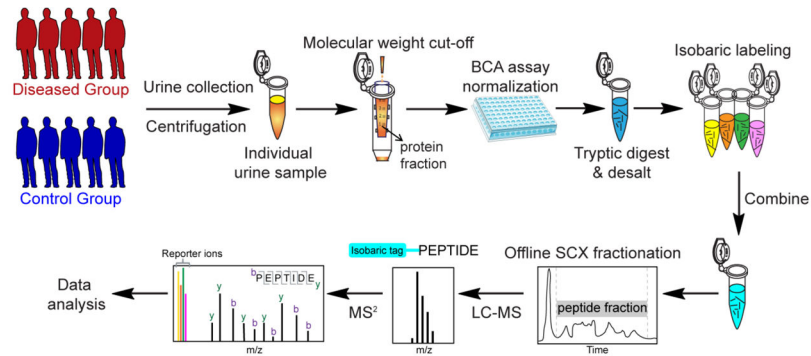 Diseased Group
Control Group
Urine collection
Centrifugation
Individual
urine sample
Molecular weight cut-off
protein
fraction
BCA assay
normalization
Tryptic digest
& desalt
Isobaric labeling
Combine
Offline SCX fractionation
peptide fraction
Time
LC-MS
Isobaric tag PEPTIDE
m/z
MS²
Reporter ions
b PEPTIDE y
y y b y b y b y b b
m/z
Data
analysis